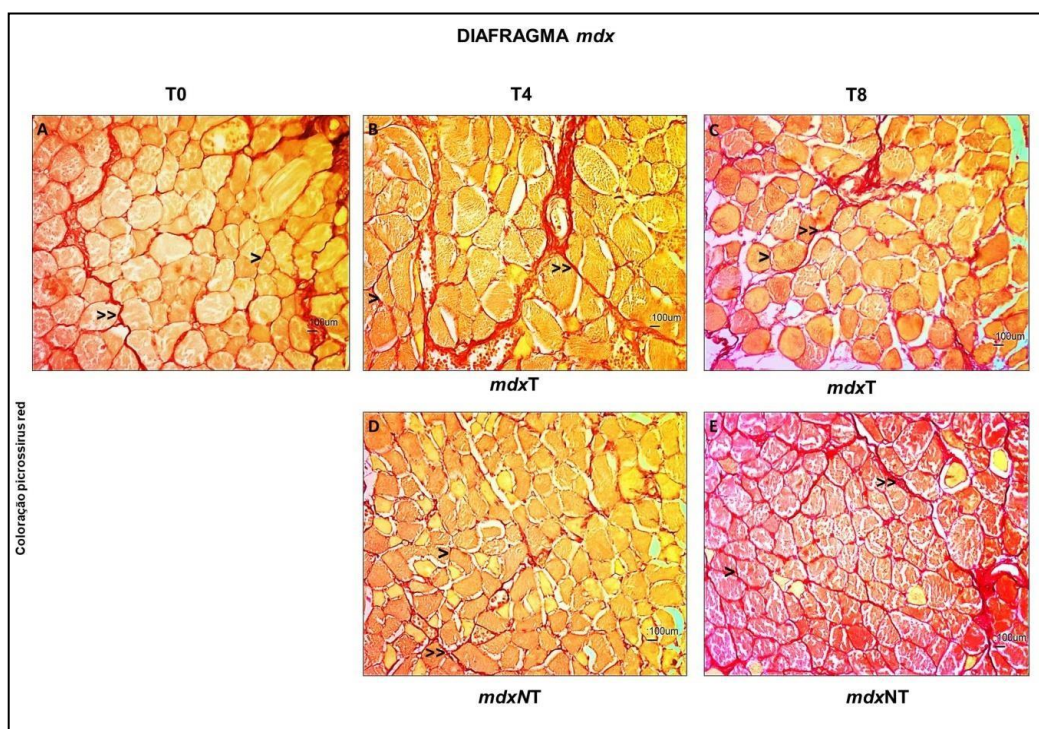 DIAFRAGMA mdx
T0 T4 T8
A B C
> > >
>> >> >>
100um 100um 100um
mdxT mdxT
Coloração picrossirus red
D E
> >
>> >>
100um 100um
mdxNT mdxNT